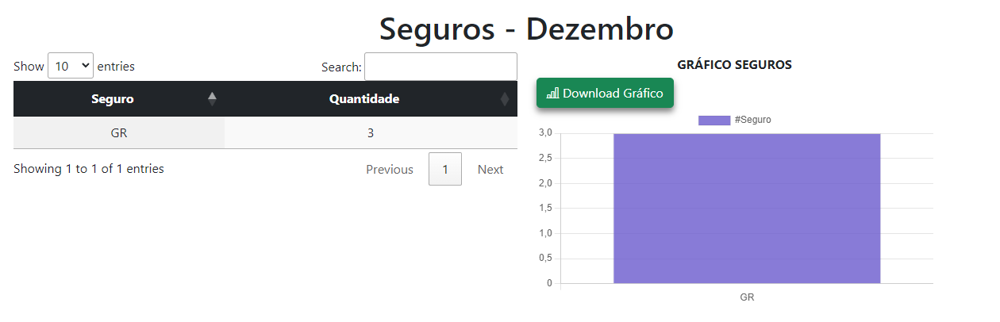 Seguros - Dezembro
Show 10 entries
Search:
Seguro Quantidade
GR 3
Showing 1 to 1 of 1 entries
Previous 1 Next
GRÁFICO SEGUROS
Download Gráfico
#Seguro
3,0
2,5
2,0
1,5
1,0
0,5
0
GR